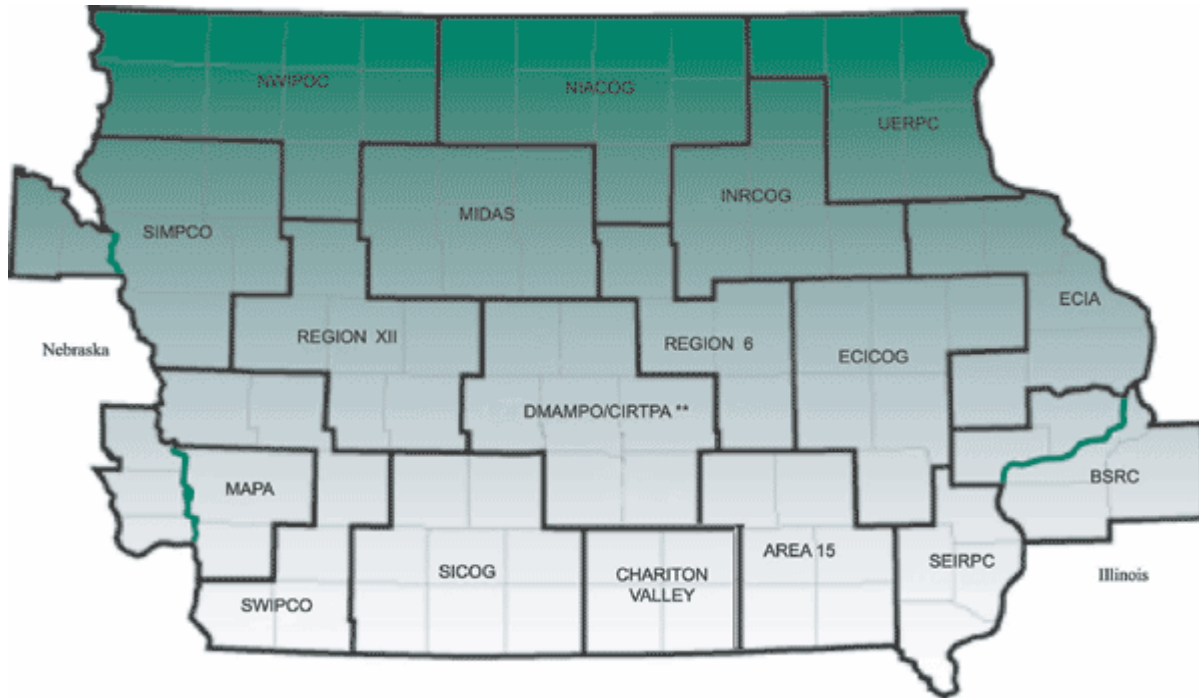 NWIPOC
NIACOG
UERPC
INRCOG
MIDAS
SIMPCO
ECIA
REGION XII
REGION 6
Nebraska
ECICOG
DMAMPO/CIRTPA **
BSRC
MAPA
AREA 15
SEIRPC
SICOG
CHARITON
VALLEY
Illinois
SWIPCO